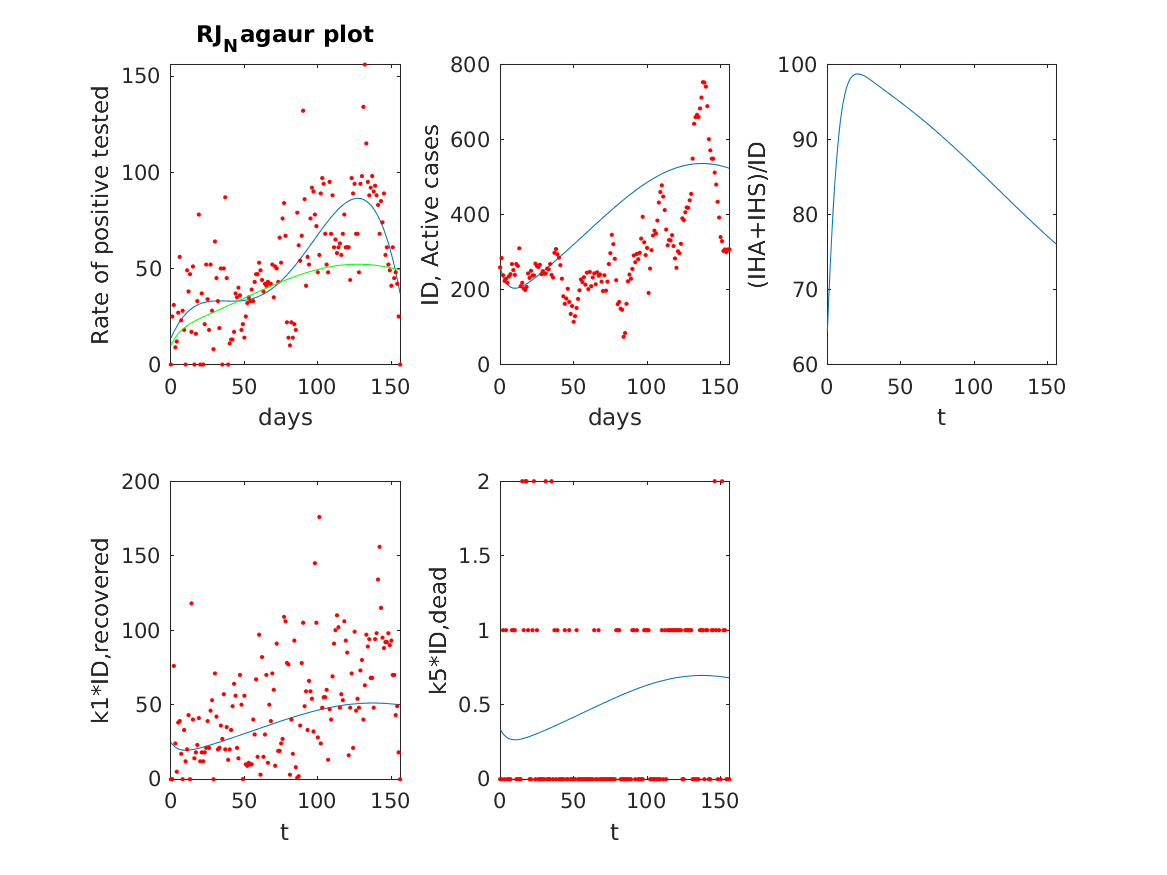 RJNagaur plot
Rate of positive tested
150
100
50
0
0 50 100 150
days
ID, Active cases
800
600
400
200
0
0 50 100 150
days
(IHA+IHS)/ID
100
90
80
70
60
0 50 100 150
t
k1*ID,recovered
200
150
100
50
0
0 50 100 150
t
k5*ID,dead
2
1.5
1
0.5
0
0 50 100 150
t